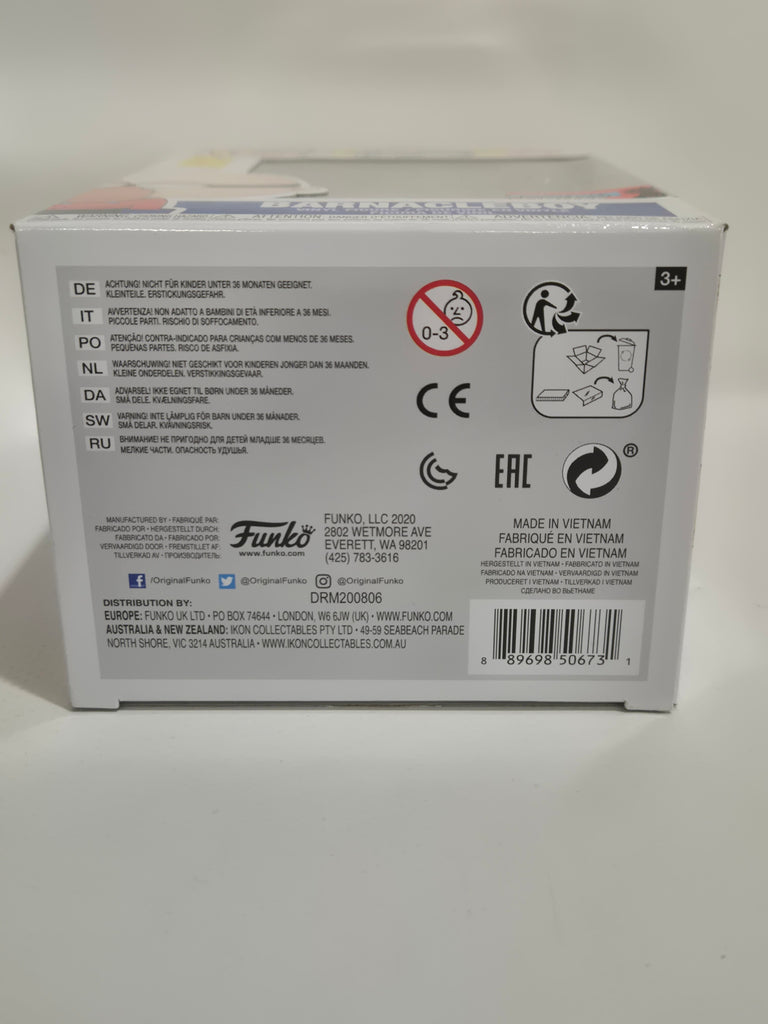 BARNACLEBOY
3+
DE ACHTUNG! NICHT FÜR KINDER UNTER 36 MONATEN GEEIGNET.
KLEINTEILE. ERSTICKUNGSGEFAHR.
IT AVVERTENZA! NON ADATTO A BAMBINI DI ETÀ INFERIORE A 36 MESI.
PICCOLE PARTI. RISCHIO DI SOFFOCAMENTO.
PO ATENÇÃO! CONTRA-INDICADO PARA CRIANÇAS COM MENOS DE 36 MESES.
PEQUENAS PARTES. RISCO DE ASFIXIA.
NL WAARSCHUWING! NIET GESCHIKT VOOR KINDEREN JONGER DAN 36 MAANDEN.
KLEINE ONDERDELEN. VERSTIKKINGSGEVAAR.
DA ADVARSEL! IKKE EGNET TIL BØRN UNDER 36 MÅNEDER.
SMÅ DELE. KVÆLNINGSFARE.
SW VARNING! INTE LÄMPLIG FÖR BARN UNDER 36 MÅNADER.
SMÅ DELAR. KVÄVNINGSRISK.
RU ВНИМАНИЕ! НЕ ПРИГОДНО ДЛЯ ДЕТЕЙ МЛАДШЕ 36 МЕСЯЦЕВ.
МЕЛКИЕ ЧАСТИ. ОПАСНОСТЬ УДУШЬЯ.
0-3
CE
EAC
®
MANUFACTURED BY • FABRIQUÉ PAR:
FABRICADO POR • HERGESTELLT DURCH:
FABBRICATO DA • FABRICADO POR:
VERVAARDIGD DOOR • FREMSTILLET AF:
TILLVERKAD AV • ПРОИЗВОДИТЕЛЬ:
Funko
www.funko.com
FUNKO, LLC 2020
2802 WETMORE AVE
EVERETT, WA 98201
(425) 783-3616
/OriginalFunko @OriginalFunko @OriginalFunko
DRM200806
DISTRIBUTION BY:
EUROPE: FUNKO UK LTD • PO BOX 74644 • LONDON, W6 6JW (UK) • WWW.FUNKO.COM
AUSTRALIA & NEW ZEALAND: IKON COLLECTABLES PTY LTD • 49-59 SEABEACH PARADE
NORTH SHORE, VIC 3214 AUSTRALIA • WWW.IKONCOLLECTABLES.COM.AU
MADE IN VIETNAM
FABRIQUÉ EN VIETNAM
FABRICADO EN VIETNAM
HERGESTELLT IN VIETNAM • FABBRICATO IN VIETNAM
FABRICADO NA VIETNAM • VERVAARDIGD IN VIETNAM
PRODUCERET I VIETNAM • TILLVERKAD I VIETNAM
СДЕЛАНО ВО ВЬЕТНАМЕ
8 89698 50673 1